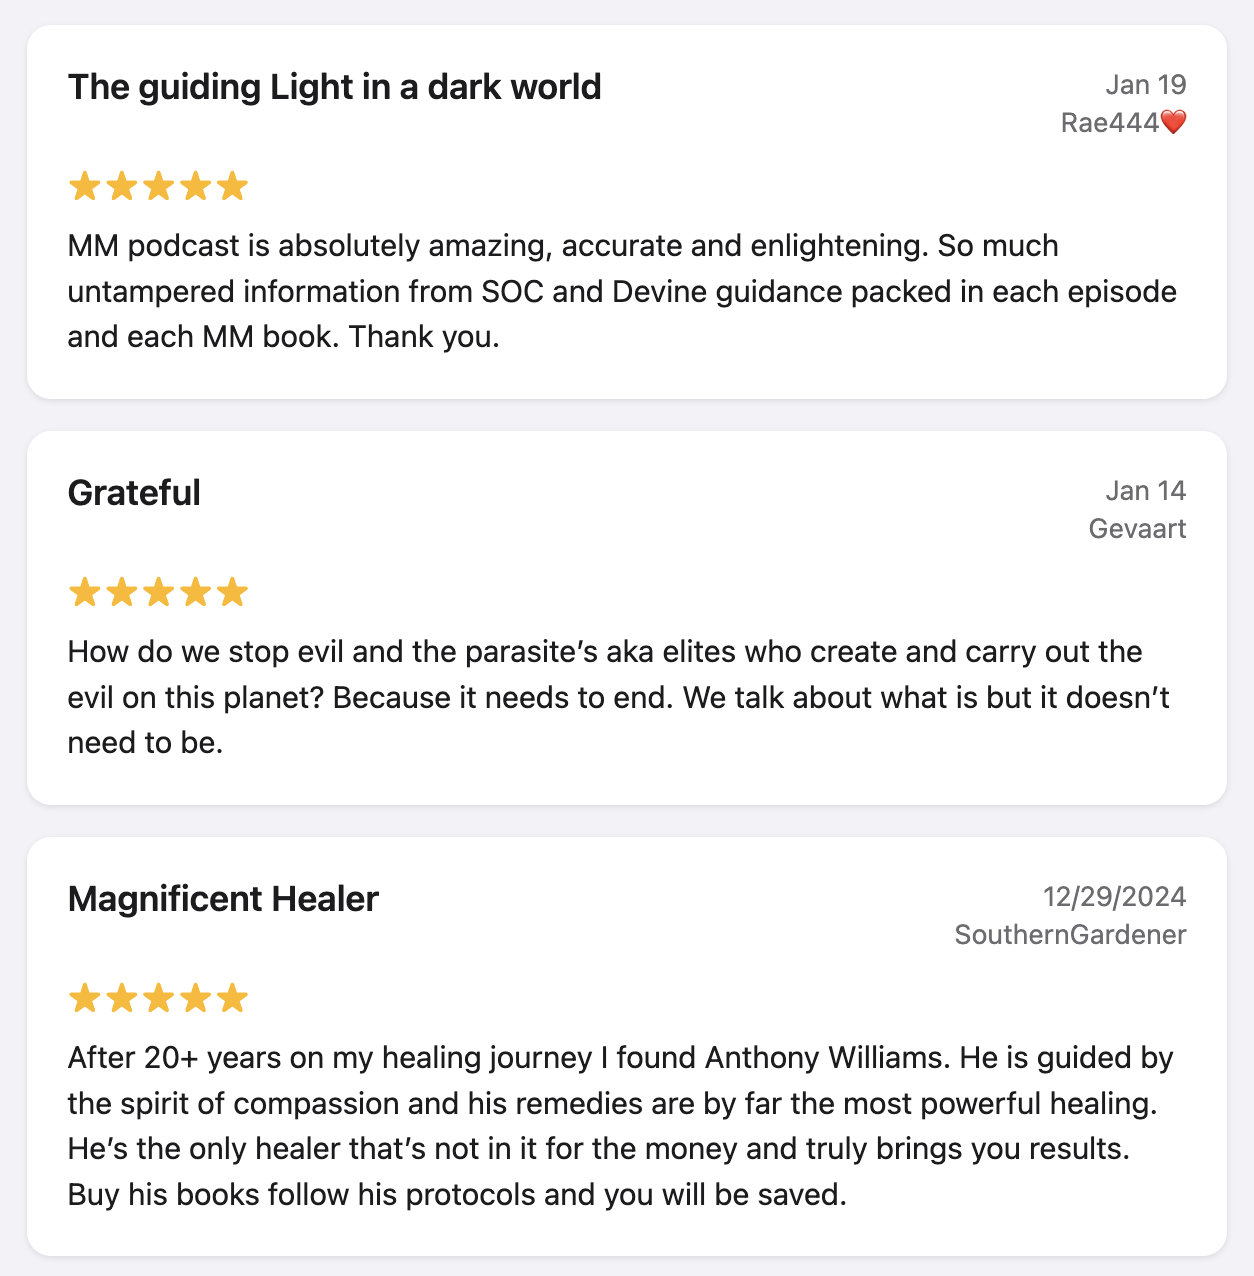 The guiding Light in a dark world
Jan 19
Rae444❤️
MM podcast is absolutely amazing, accurate and enlightening. So much
untampered information from SOC and Devine guidance packed in each episode
and each MM book. Thank you.
Grateful
Jan 14
Gevaart
How do we stop evil and the parasite’s aka elites who create and carry out the
evil on this planet? Because it needs to end. We talk about what is but it doesn’t
need to be.
Magnificent Healer
12/29/2024
SouthernGardener
After 20+ years on my healing journey I found Anthony Williams. He is guided by
the spirit of compassion and his remedies are by far the most powerful healing.
He’s the only healer that’s not in it for the money and truly brings you results.
Buy his books follow his protocols and you will be saved.